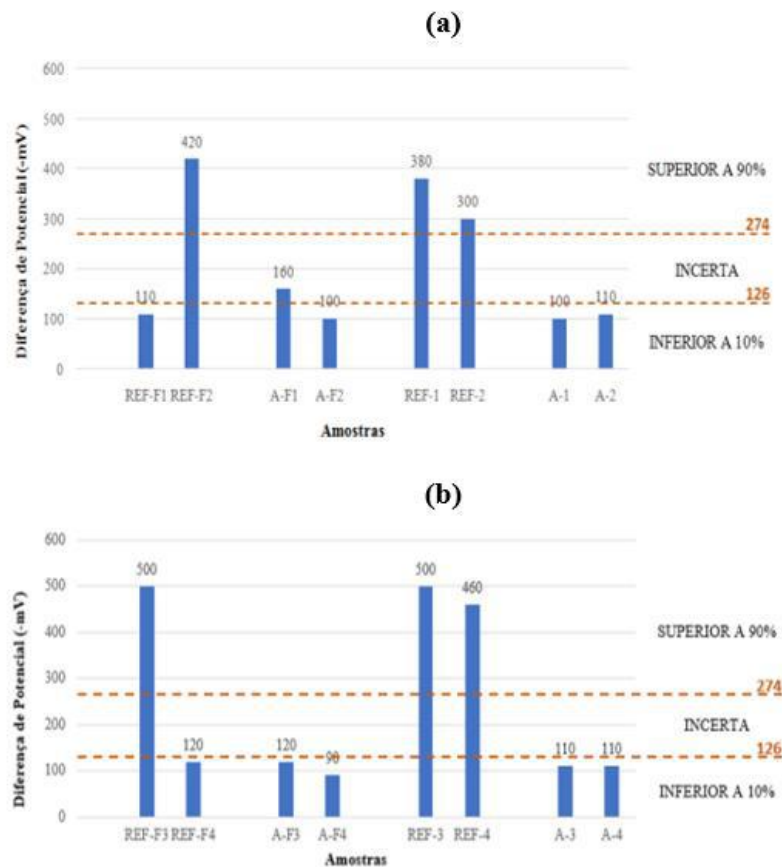 (a)
Diferença de Potencial (-mV)
600
500
400
300
200
100
0
110
420
160
100
380
300
100
110
REF-F1 REF-F2 A-F1 A-F2 REF-1 REF-2 A-1 A-2
Amostras
SUPERIOR A 90%
274
INCERTA
126
INFERIOR A 10%
(b)
Diferença de Potencial (-mV)
600
500
400
300
200
100
0
500
120
120
90
500
460
110
110
REF-F3 REF-F4 A-F3 A-F4 REF-3 REF-4 A-3 A-4
Amostras
SUPERIOR A 90%
274
INCERTA
126
INFERIOR A 10%